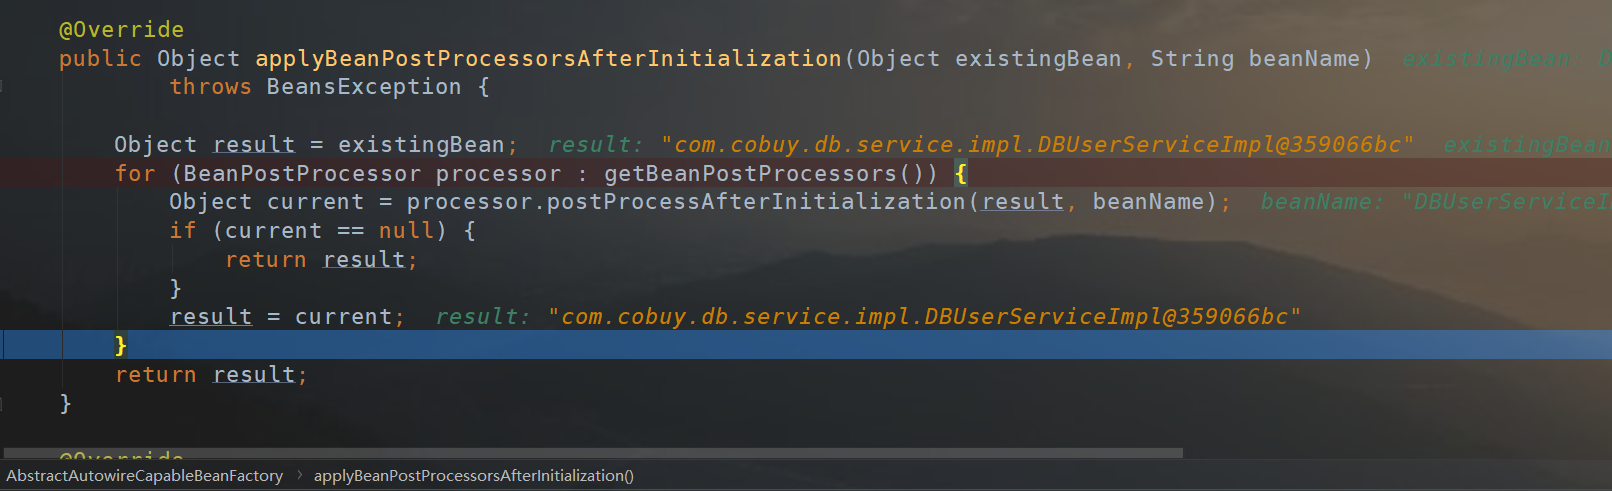 @Override
public Object applyBeanPostProcessorsAfterInitialization(Object existingBean, String beanName)  existingBean: D
throws BeansException {
Object result = existingBean;  result: "com.cobuy.db.service.impl.DBUserServiceImpl@359066bc"  existingBean
for (BeanPostProcessor processor : getBeanPostProcessors()) {
Object current = processor.postProcessAfterInitialization(result, beanName);  beanName: "DBUserServiceI
if (current == null) {
return result;
}
result = current;  result: "com.cobuy.db.service.impl.DBUserServiceImpl@359066bc"
}
return result;
}
@Override
AbstractAutowireCapableBeanFactory › applyBeanPostProcessorsAfterInitialization()